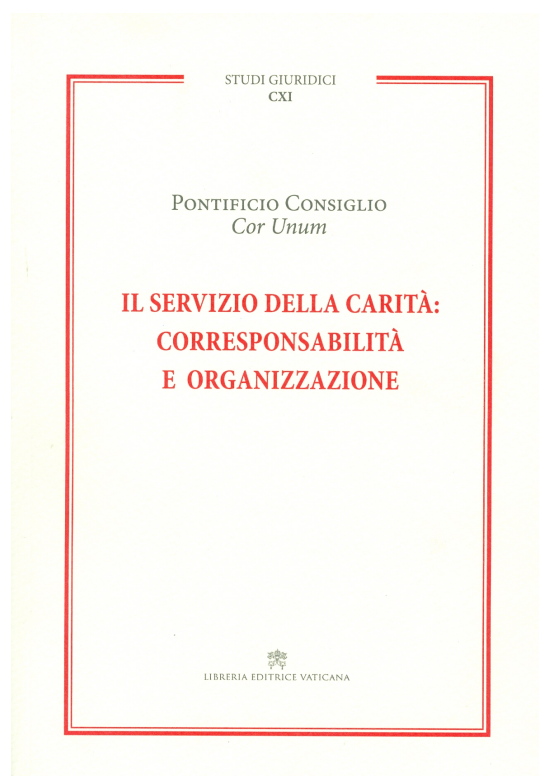 STUDI GIURIDICI
CXI
PONTIFICIO CONSIGLIO
Cor Unum
IL SERVIZIO DELLA CARITÀ:
CORRESPONSABILITÀ
E ORGANIZZAZIONE
LIBRERIA EDITRICE VATICANA